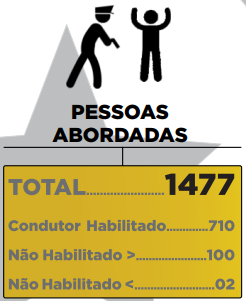 PESSOAS
ABORDADAS
TOTAL......................1477
Condutor Habilitado............710
Não Habilitado >....................100
Não Habilitado <.......................02